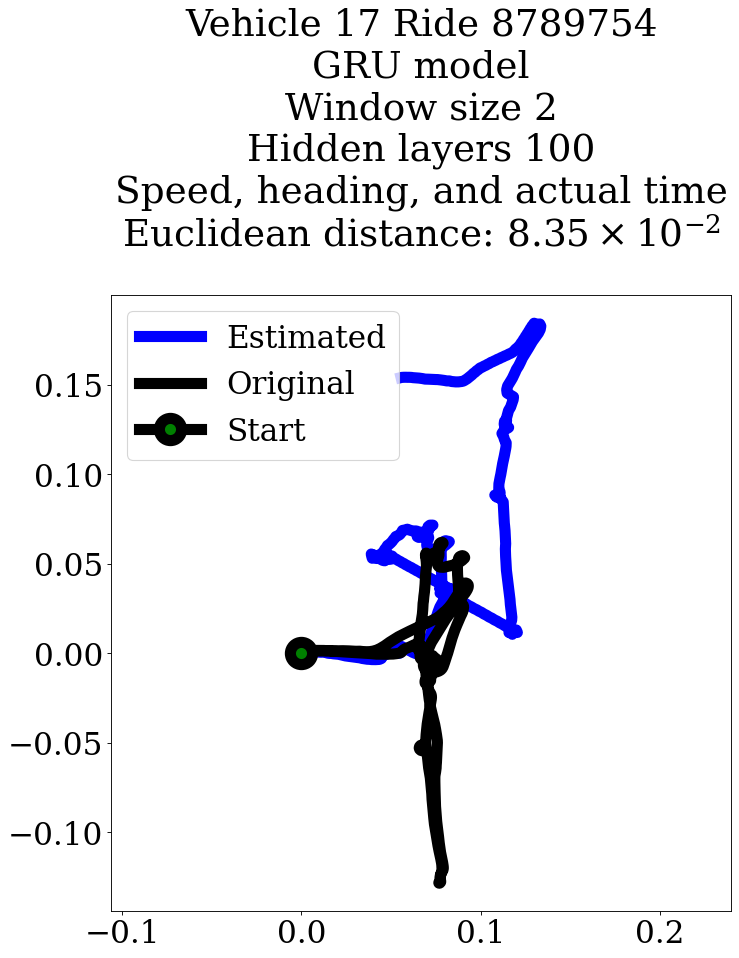 Vehicle 17 Ride 8789754
GRU model
Window size 2
Hidden layers 100
Speed, heading, and actual time
Euclidean distance: 8.35 × 10⁻²
Estimated
Original
Start
0.15
0.10
0.05
0.00
−0.05
−0.10
−0.1
0.0
0.1
0.2